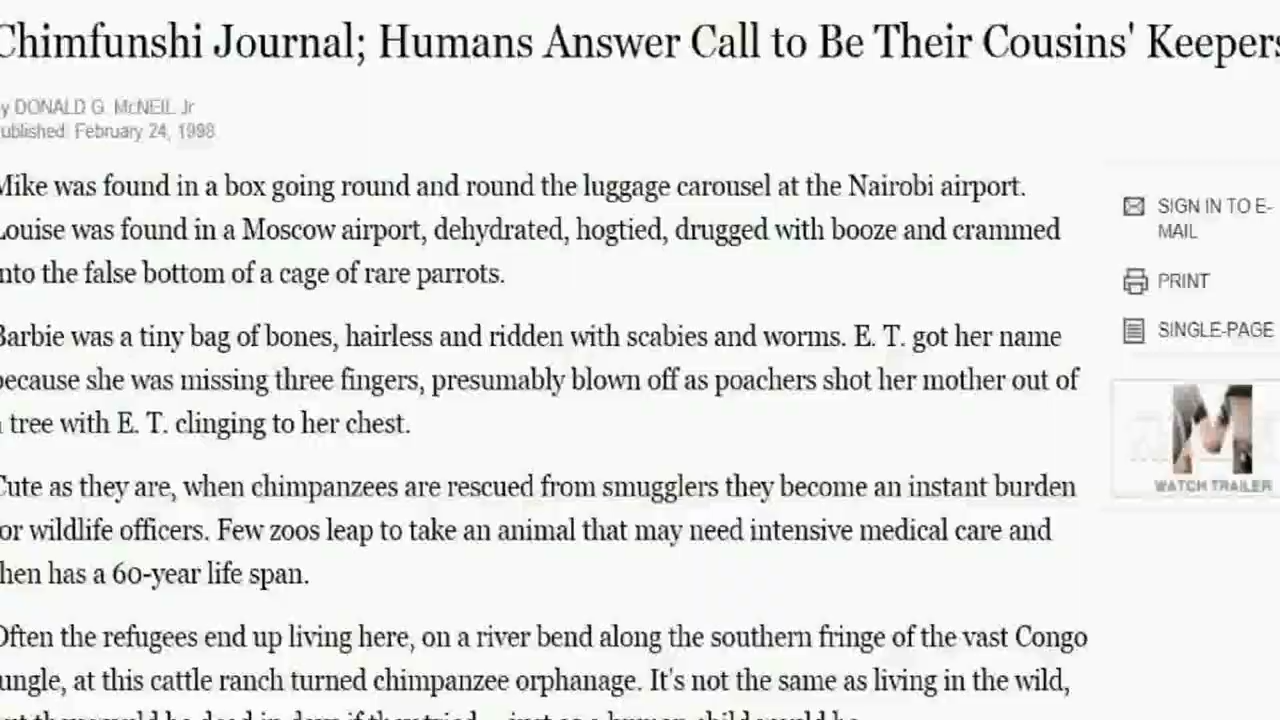 Chimfunshi Journal; Humans Answer Call to Be Their Cousins' Keepers
y DONALD G. McNEIL Jr
ublished: February 24, 1998
Mike was found in a box going round and round the luggage carousel at the Nairobi airport.
Louise was found in a Moscow airport, dehydrated, hogtied, drugged with booze and crammed
nto the false bottom of a cage of rare parrots.
Barbie was a tiny bag of bones, hairless and ridden with scabies and worms. E. T. got her name
because she was missing three fingers, presumably blown off as poachers shot her mother out of
tree with E. T. clinging to her chest.
Cute as they are, when chimpanzees are rescued from smugglers they become an instant burden
or wildlife officers. Few zoos leap to take an animal that may need intensive medical care and
hen has a 60-year life span.
Often the refugees end up living here, on a river bend along the southern fringe of the vast Congo
ungle, at this cattle ranch turned chimpanzee orphanage. It's not the same as living in the wild,
SIGN IN TO E-
MAIL
PRINT
SINGLE-PAGE
M
WATCH TRAILER